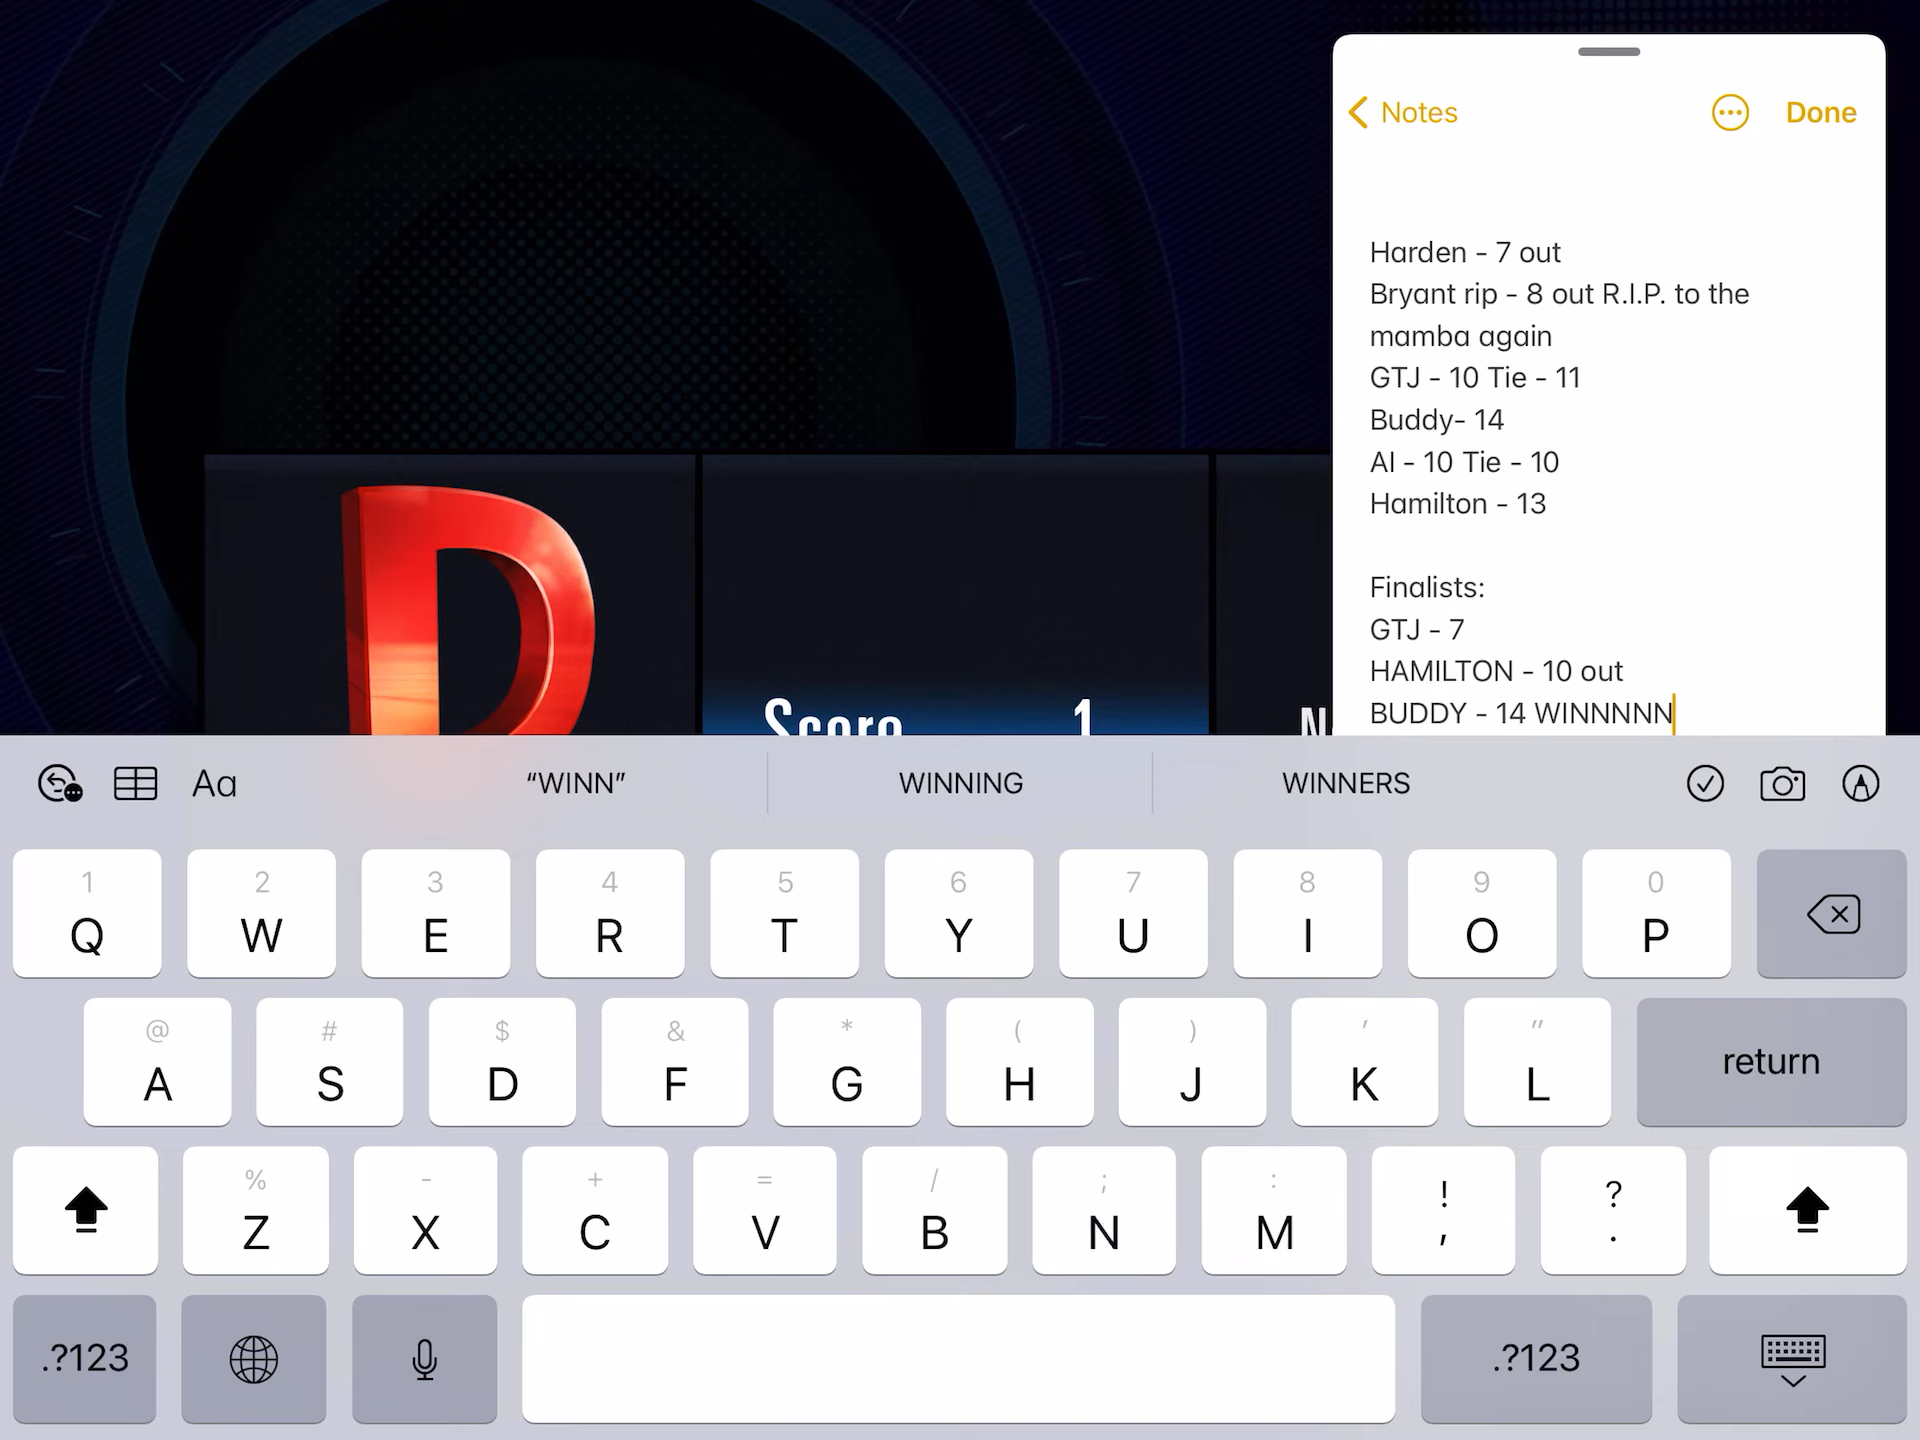 Notes
Done
Harden - 7 out
Bryant rip - 8 out R.I.P. to the
mamba again
GTJ - 10 Tie - 11
Buddy- 14
AI - 10 Tie - 10
Hamilton - 13
Finalists:
GTJ - 7
HAMILTON - 10 out
BUDDY - 14 WINNNNN
D
Score 1
N
Aa “WINN” WINNING WINNERS
1 2 3 4 5 6 7 8 9 0
Q W E R T Y U I O P
@ # $ & * ( ) ' "
A S D F G H J K L return
% - + = / ; : ! ?
Z X C V B N M , .
.?123 .?123